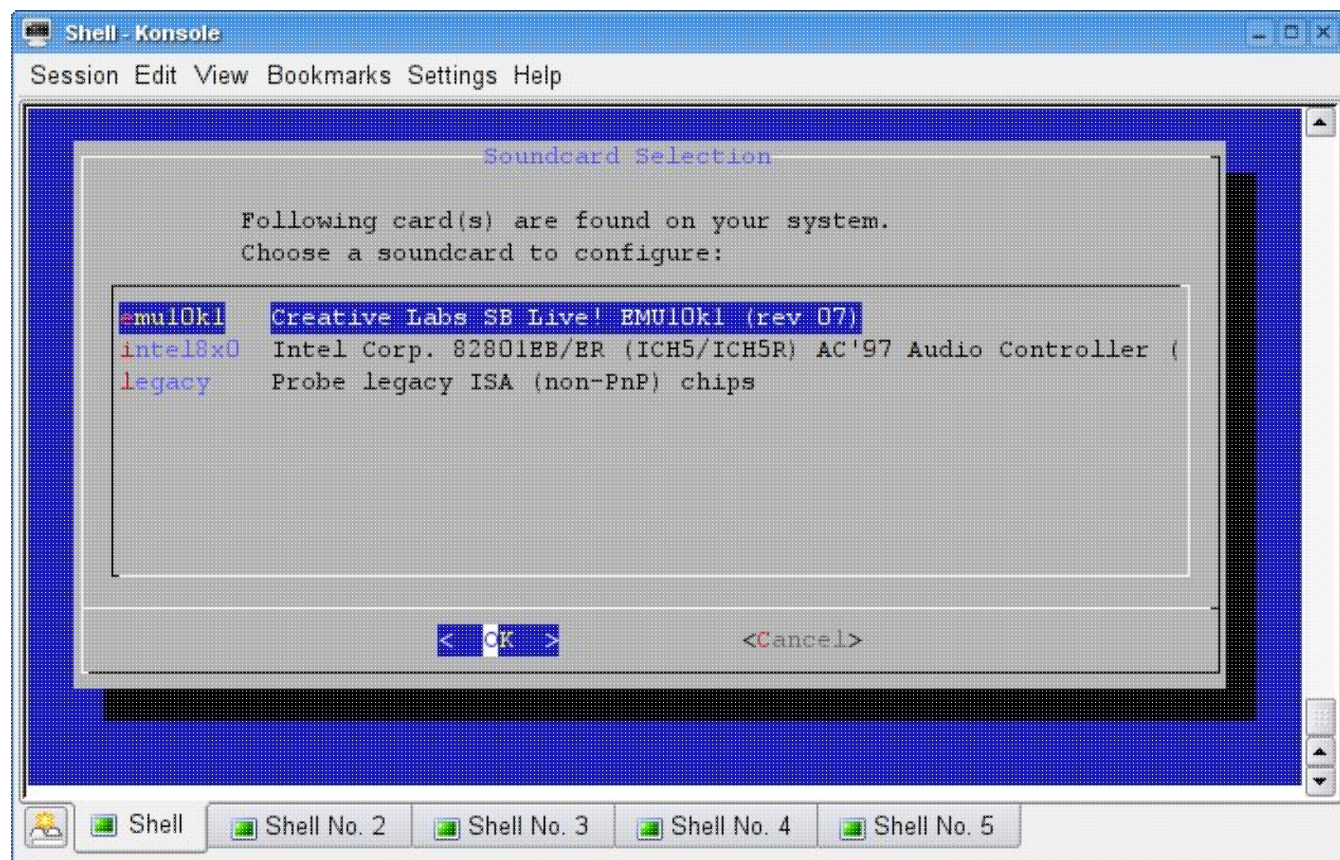 Shell - Konsole
Session Edit View Bookmarks Settings Help
Soundcard Selection
Following card(s) are found on your system.
Choose a soundcard to configure:
emu10k1 Creative Labs SB Live! EMU10k1 (rev 07)
intel8x0 Intel Corp. 82801EB/ER (ICH5/ICH5R) AC'97 Audio Controller (
legacy Probe legacy ISA (non-PnP) chips
< OK > <Cancel>
Shell Shell No. 2 Shell No. 3 Shell No. 4 Shell No. 5